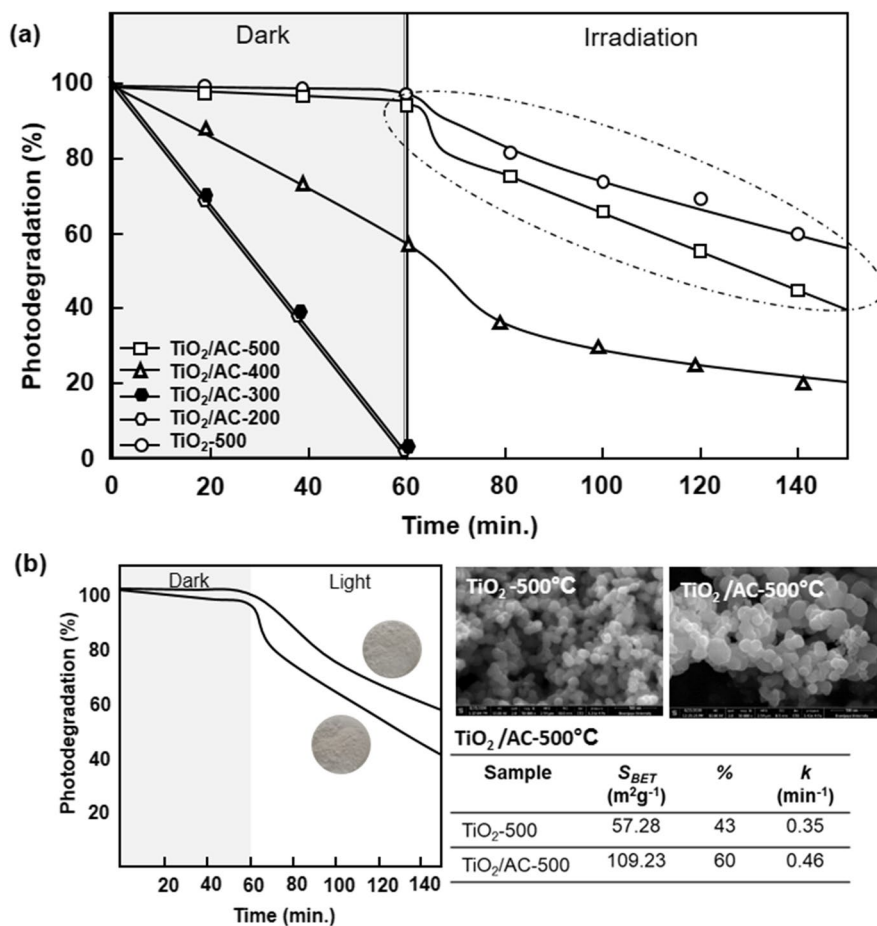 (a)
Dark
Irradiation
Photodegradation (%)
100
80
60
40
20
0
TiO₂/AC-500
TiO₂/AC-400
TiO₂/AC-300
TiO₂/AC-200
TiO₂-500
0 20 40 60 80 100 120 140
Time (min.)
(b)
Dark
Light
Photodegradation (%)
100
80
60
40
20
20 40 60 80 100 120 140
Time (min.)
TiO₂-500°C
TiO₂/AC-500°C
TiO₂/AC-500°C
Sample S_BET (m²g⁻¹) % k (min⁻¹)
TiO₂-500 57.28 43 0.35
TiO₂/AC-500 109.23 60 0.46